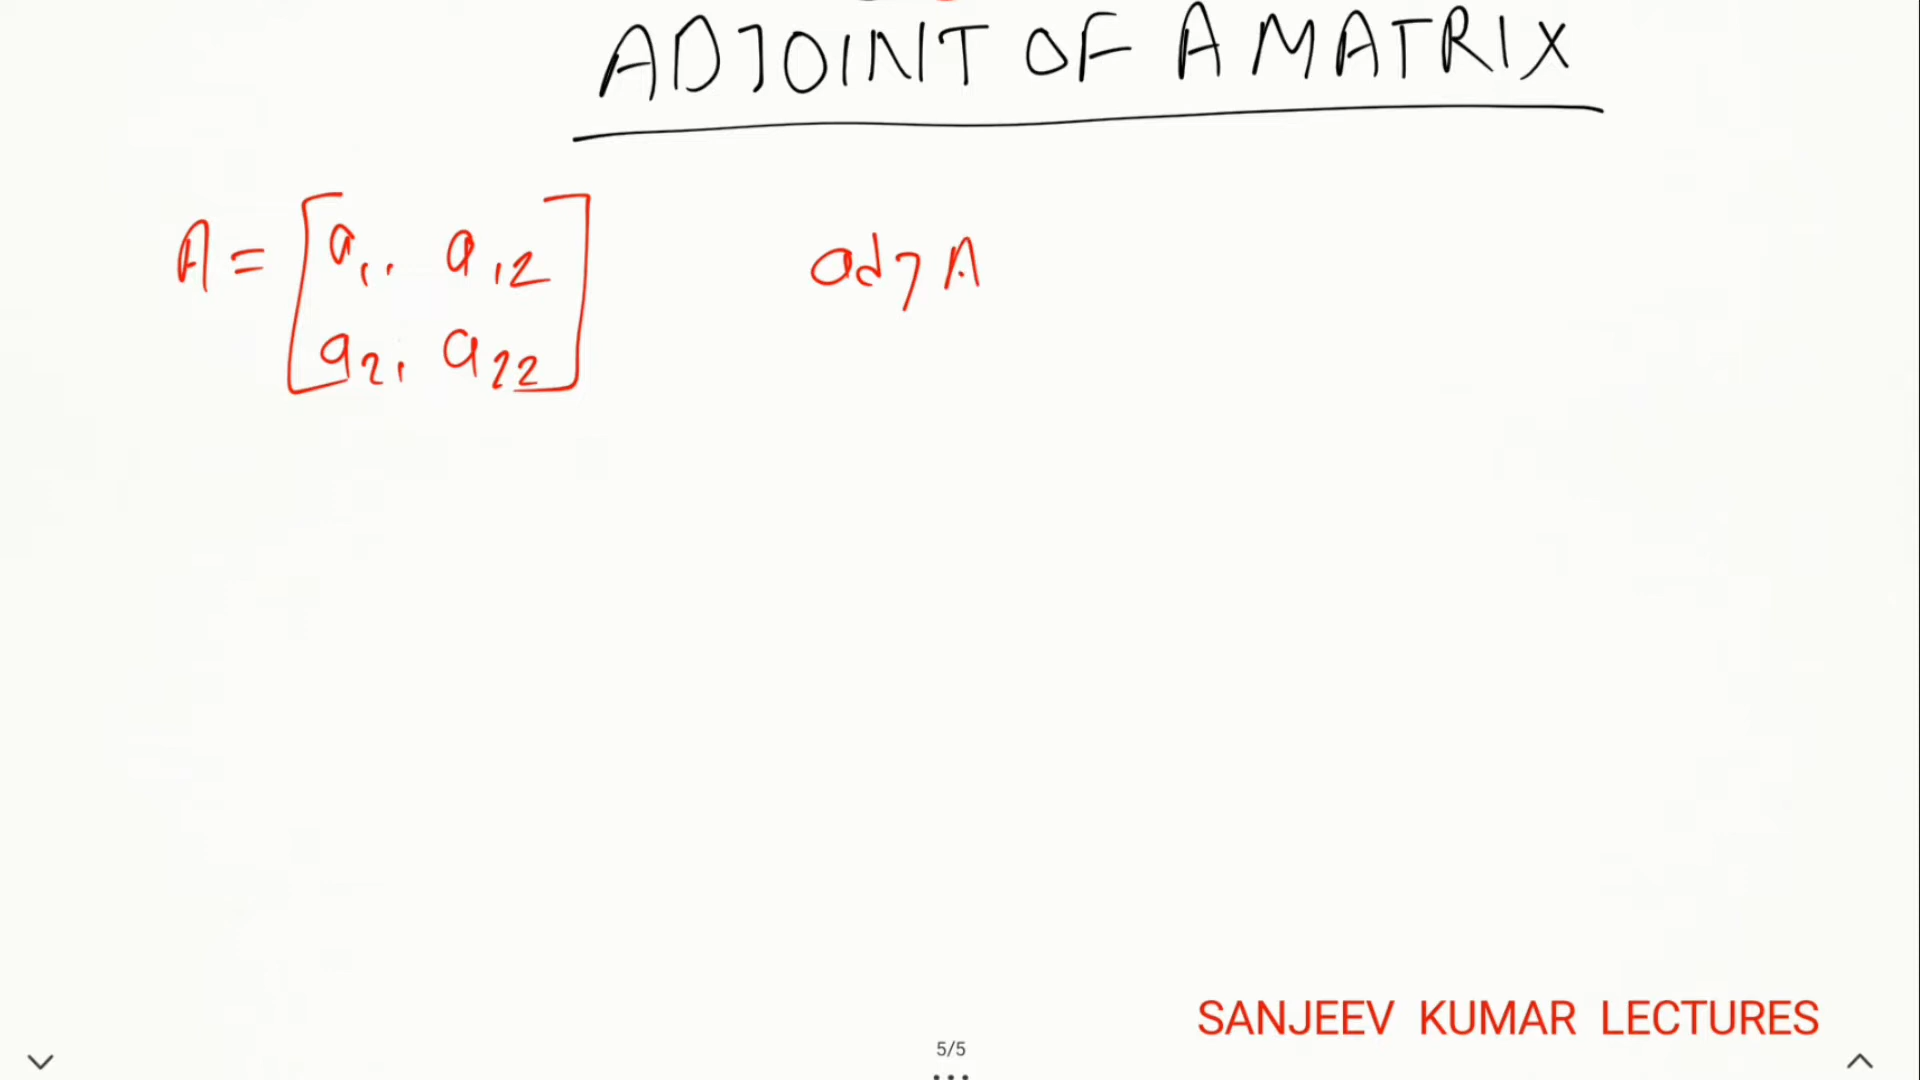 ADJOINT OF A MATRIX
A = [a11 a12
a21 a22]
adj A
SANJEEV KUMAR LECTURES
5/5